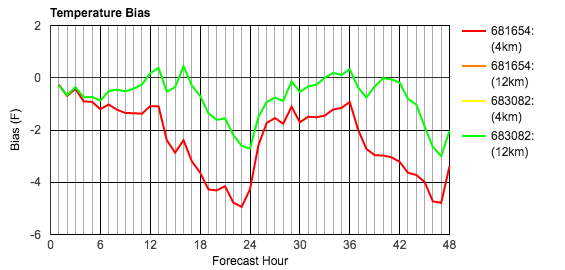 Temperature Bias
2
0
-2
-4
-6
Bias (F)
0 6 12 18 24 30 36 42 48
Forecast Hour
681654:
(4km)
681654:
(12km)
683082:
(4km)
683082:
(12km)